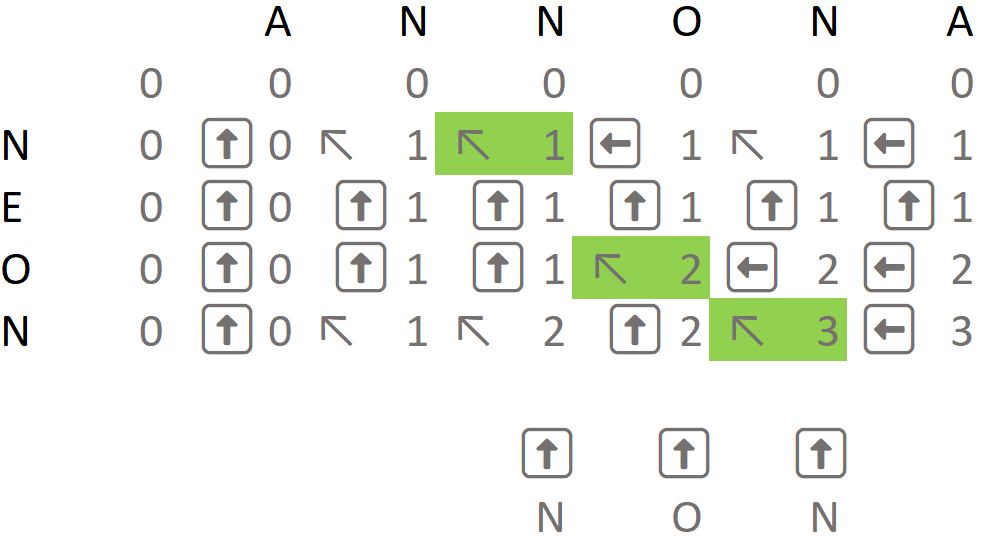 A N N O N A
0 0 0 0 0 0 0
N 0 ↑ 0 ↖ 1 ↖ 1 ← 1 ↖ 1 ← 1
E 0 ↑ 0 ↑ 1 ↑ 1 ↑ 1 ↑ 1 ↑ 1
O 0 ↑ 0 ↑ 1 ↑ 1 ↖ 2 ← 2 ← 2
N 0 ↑ 0 ↖ 1 ↖ 2 ↑ 2 ↖ 3 ← 3
↑ ↑ ↑
N O N